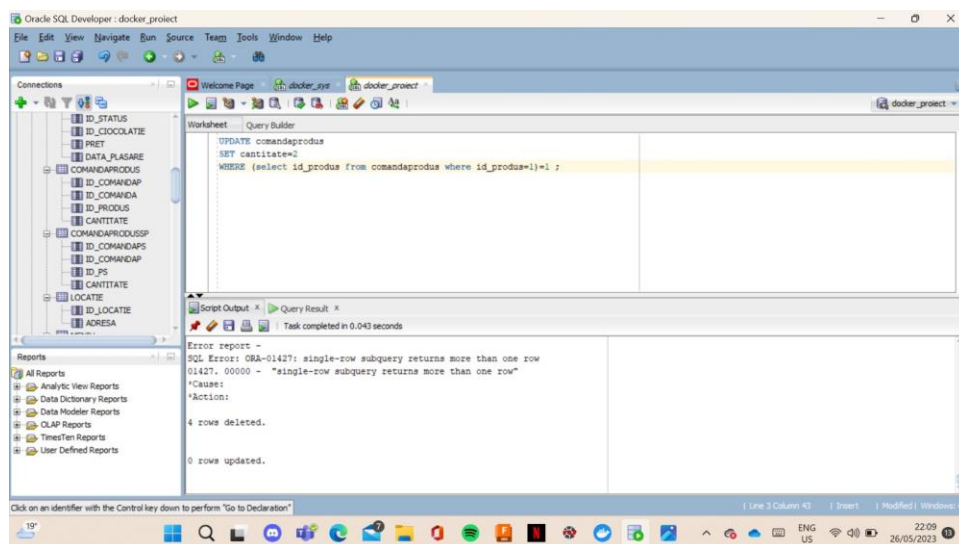 Oracle SQL Developer : docker_proiect
File Edit View Navigate Run Source Team Tools Window Help
Connections
Welcome Page
docker_sys
docker_proiect
docker_proiect
Worksheet Query Builder
ID_STATUS
ID_CIOCOLATIE
PRET
DATA_PLASARE
COMANDAPRODUS
ID_COMANDAP
ID_COMANDA
ID_PRODUS
CANTITATE
COMANDAPRODUSSP
ID_COMANDAPS
ID_COMANDAP
ID_PS
CANTITATE
LOCATIE
ID_LOCATIE
ADRESA
UPDATE comandaprodus
SET cantitate=2
WHERE (select id_produs from comandaprodus where id_produs=1)=1 ;
Script Output × Query Result ×
Task completed in 0.043 seconds
Error report -
SQL Error: ORA-01427: single-row subquery returns more than one row
01427. 00000 - "single-row subquery returns more than one row"
*Cause:
*Action:
4 rows deleted.
0 rows updated.
Reports
All Reports
Analytic View Reports
Data Dictionary Reports
Data Modeler Reports
OLAP Reports
TimesTen Reports
User Defined Reports
Click on an identifier with the Control key down to perform "Go to Declaration"
Line 3 Column 43 | Insert | Modified | Windows:
19°
ENG
US
22:09
26/05/2023